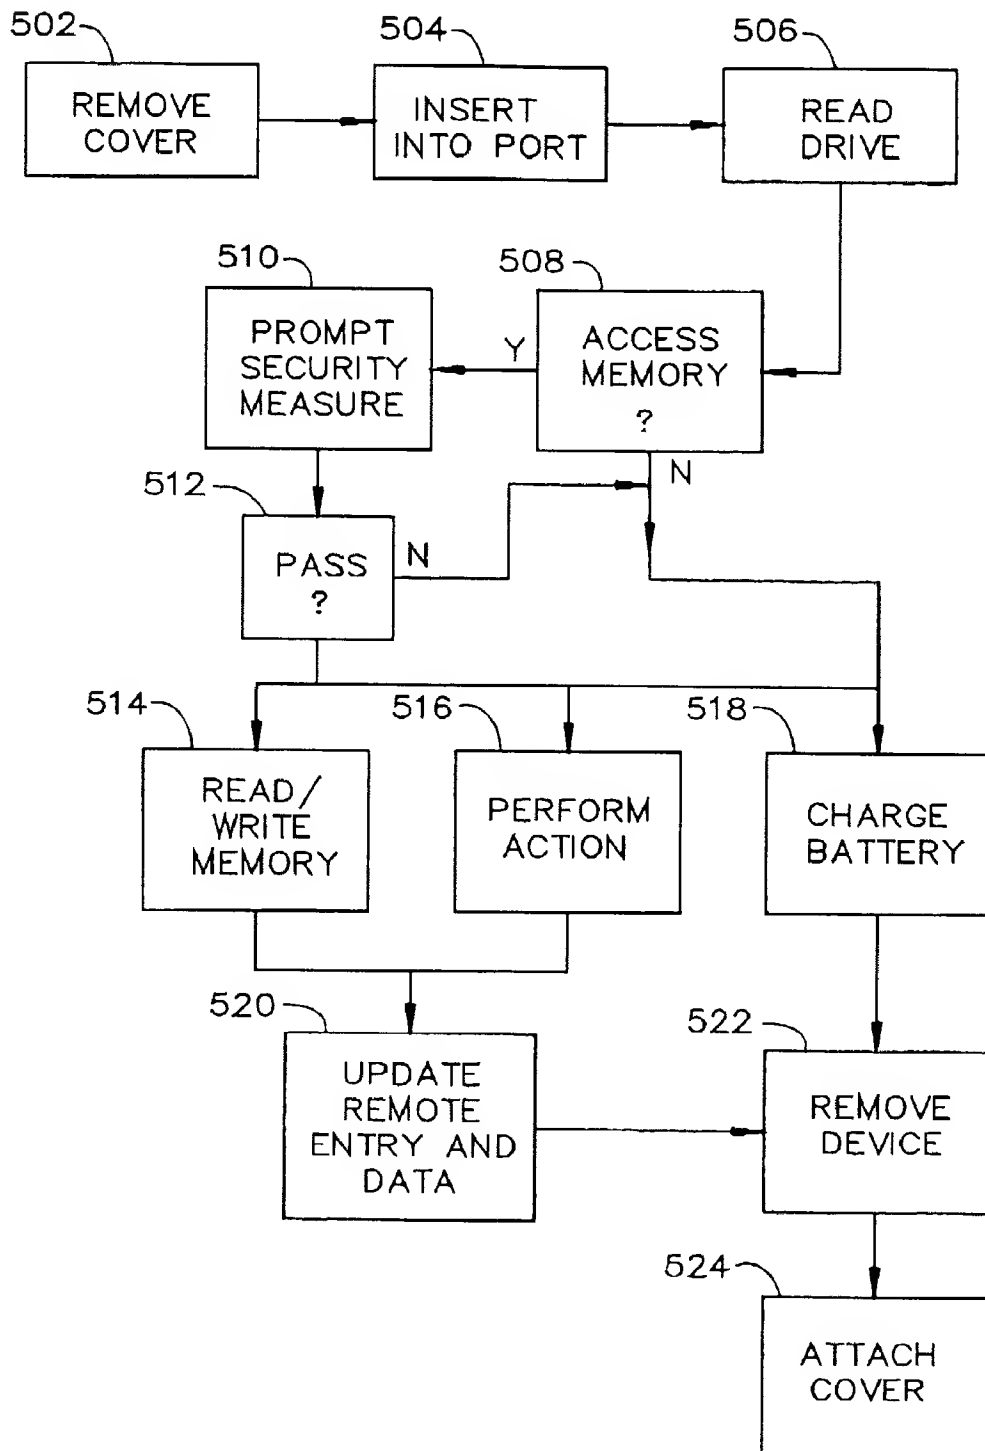 502
REMOVE
COVER
504
INSERT
INTO PORT
506
READ
DRIVE
508
ACCESS
MEMORY
?
Y
N
510
PROMPT
SECURITY
MEASURE
512
PASS
?
N
514
READ/
WRITE
MEMORY
516
PERFORM
ACTION
518
CHARGE
BATTERY
520
UPDATE
REMOTE
ENTRY AND
DATA
522
REMOVE
DEVICE
524
ATTACH
COVER